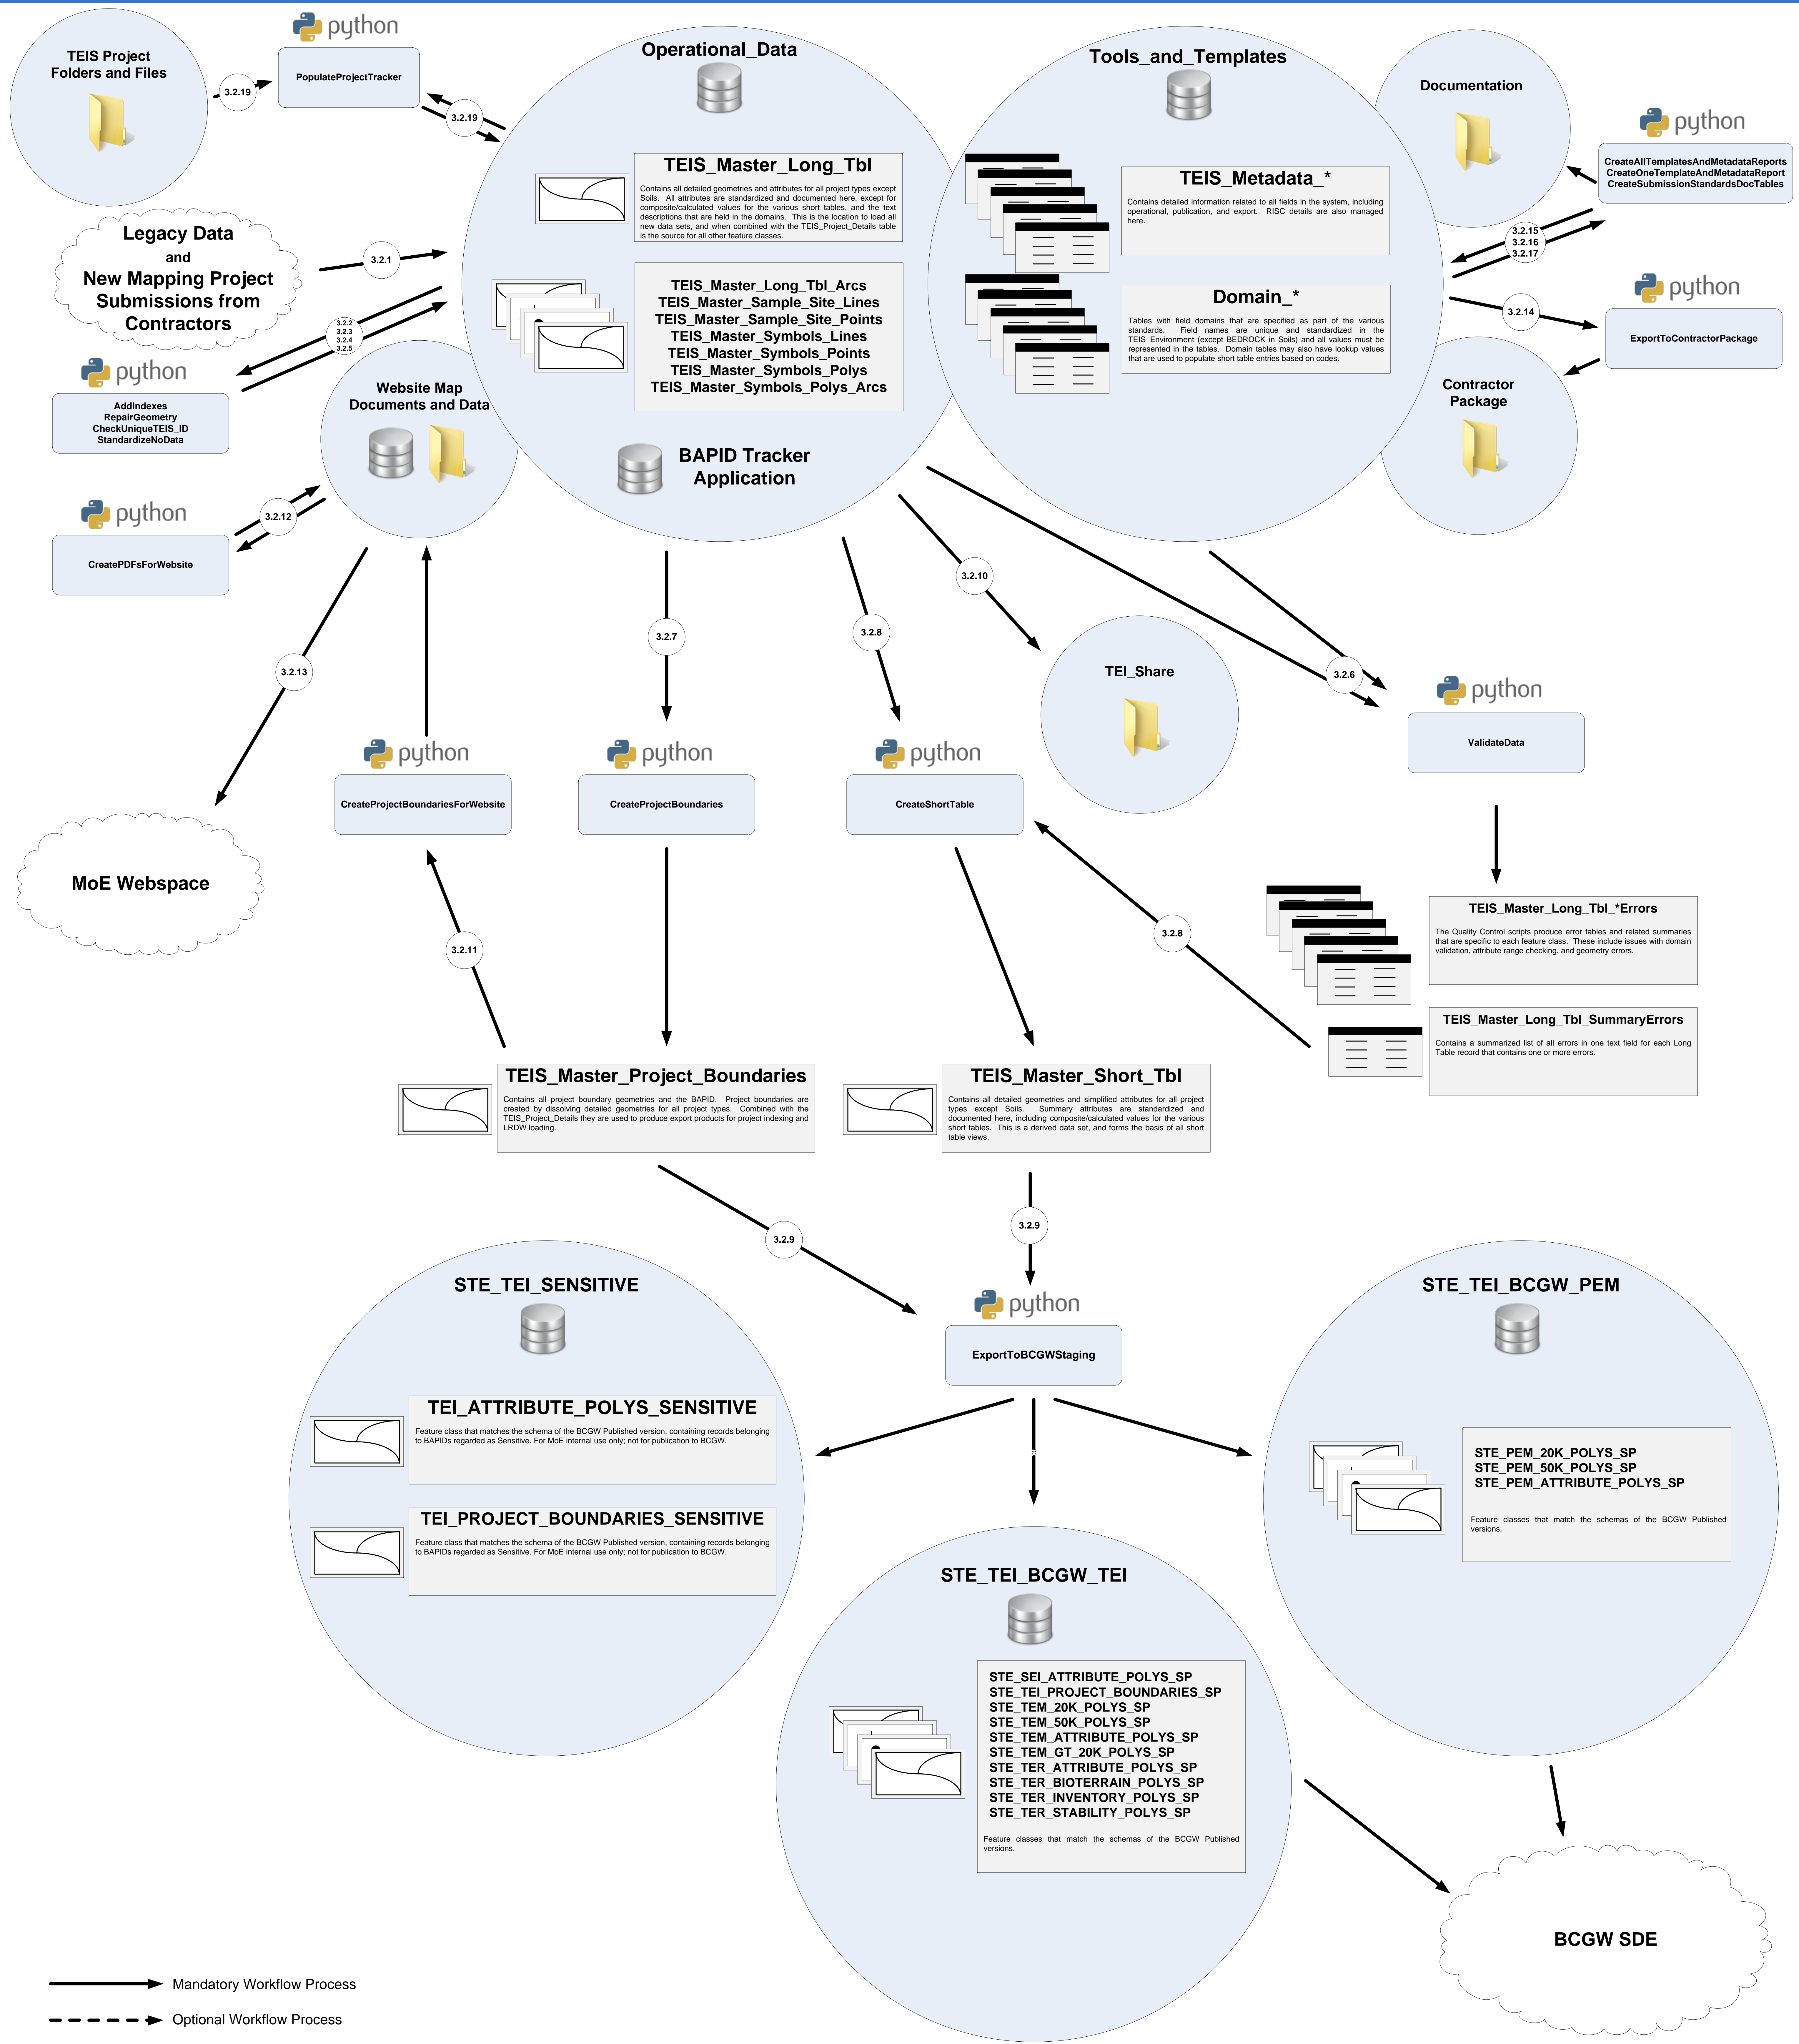 TEIS Project
Folders and Files
3.2.19
python
PopulateProjectTracker
3.2.19
Operational_Data
TEIS_Master_Long_Tbl
Contains all detailed geometries and attributes for all project types except
Soils. All attributes are standardized and documented here, except for
composite/calculated values for the various short tables, and the text
descriptions that are held in the domains. This is the location to load all
new data sets, and when combined with the TEIS_Project_Details table
is the source for all other feature classes.
TEIS_Master_Long_Tbl_Arcs
TEIS_Master_Sample_Site_Lines
TEIS_Master_Sample_Site_Points
TEIS_Master_Symbols_Lines
TEIS_Master_Symbols_Points
TEIS_Master_Symbols_Polys
TEIS_Master_Symbols_Polys_Arcs
BAPID Tracker
Application
Tools_and_Templates
TEIS_Metadata_*
Contains detailed information related to all fields in the system, including
operational, publication, and export. RISC details are also managed
here.
Domain_*
Tables with field domains that are specified as part of the various
standards. Field names are unique and standardized in the
TEIS_Environment (except BEDROCK in Soils) and all values must be
represented in the tables. Domain tables may also have lookup values
that are used to populate short table entries based on codes.
Documentation
python
CreateAllTemplatesAndMetadataReports
CreateOneTemplateAndMetadataReport
CreateSubmissionStandardsDocTables
3.2.15
3.2.16
3.2.17
python
3.2.14
ExportToContractorPackage
Contractor
Package
Legacy Data
and
New Mapping Project
Submissions from
Contractors
3.2.1
3.2.2
3.2.3
3.2.4
3.2.5
python
AddIndexes
RepairGeometry
CheckUniqueTEIS_ID
StandardizeNoData
Website Map
Documents and Data
python
3.2.12
CreatePDFsForWebsite
3.2.13
3.2.7
3.2.8
3.2.10
3.2.6
TEI_Share
python
ValidateData
python
CreateProjectBoundariesForWebsite
python
CreateProjectBoundaries
python
CreateShortTable
MoE Webspace
3.2.11
3.2.8
TEIS_Master_Long_Tbl_*Errors
The Quality Control scripts produce error tables and related summaries
that are specific to each feature class. These include issues with domain
validation, attribute range checking, and geometry errors.
TEIS_Master_Long_Tbl_SummaryErrors
Contains a summarized list of all errors in one text field for each Long
Table record that contains one or more errors.
TEIS_Master_Project_Boundaries
Contains all project boundary geometries and the BAPID. Project boundaries are
created by dissolving detailed geometries for all project types. Combined with the
TEIS_Project_Details they are used to produce export products for project indexing and
LRDW loading.
TEIS_Master_Short_Tbl
Contains all detailed geometries and simplified attributes for all project
types except Soils. Summary attributes are standardized and
documented here, including composite/calculated values for the various
short tables. This is a derived data set, and forms the basis of all short
table views.
3.2.9
3.2.9
python
ExportToBCGWStaging
STE_TEI_SENSITIVE
TEI_ATTRIBUTE_POLYS_SENSITIVE
Feature class that matches the schema of the BCGW Published version, containing records belonging
to BAPIDs regarded as Sensitive. For MoE internal use only; not for publication to BCGW.
TEI_PROJECT_BOUNDARIES_SENSITIVE
Feature class that matches the schema of the BCGW Published version, containing records belonging
to BAPIDs regarded as Sensitive. For MoE internal use only; not for publication to BCGW.
STE_TEI_BCGW_PEM
STE_PEM_20K_POLYS_SP
STE_PEM_50K_POLYS_SP
STE_PEM_ATTRIBUTE_POLYS_SP
Feature classes that match the schemas of the BCGW Published
versions.
STE_TEI_BCGW_TEI
STE_SEI_ATTRIBUTE_POLYS_SP
STE_TEI_PROJECT_BOUNDARIES_SP
STE_TEM_20K_POLYS_SP
STE_TEM_50K_POLYS_SP
STE_TEM_ATTRIBUTE_POLYS_SP
STE_TEM_GT_20K_POLYS_SP
STE_TER_ATTRIBUTE_POLYS_SP
STE_TER_BIOTERRAIN_POLYS_SP
STE_TER_INVENTORY_POLYS_SP
STE_TER_STABILITY_POLYS_SP
Feature classes that match the schemas of the BCGW Published
versions.
BCGW SDE
Mandatory Workflow Process
Optional Workflow Process